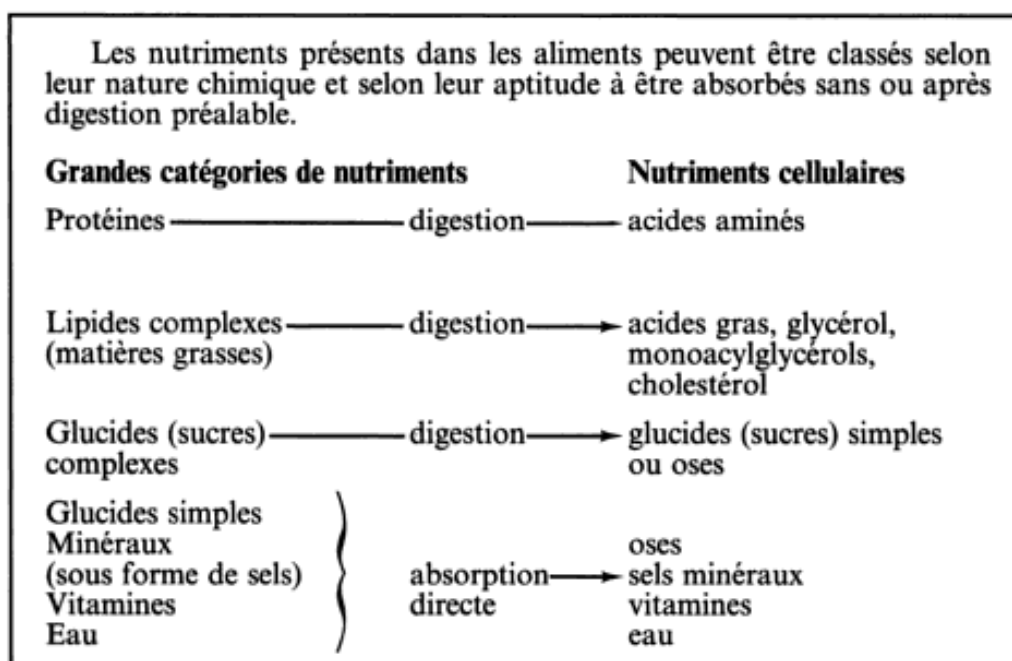 Les nutriments présents dans les aliments peuvent être classés selon
leur nature chimique et selon leur aptitude à être absorbés sans ou après
digestion préalable.
Grandes catégories de nutriments Nutriments cellulaires
Protéines digestion acides aminés
Lipides complexes digestion acides gras, glycérol,
(matières grasses) monoacylglycérols,
cholestérol
Glucides (sucres) digestion glucides (sucres) simples
complexes ou oses
Glucides simples
Minéraux oses
(sous forme de sels) absorption sels minéraux
Vitamines directe vitamines
Eau eau